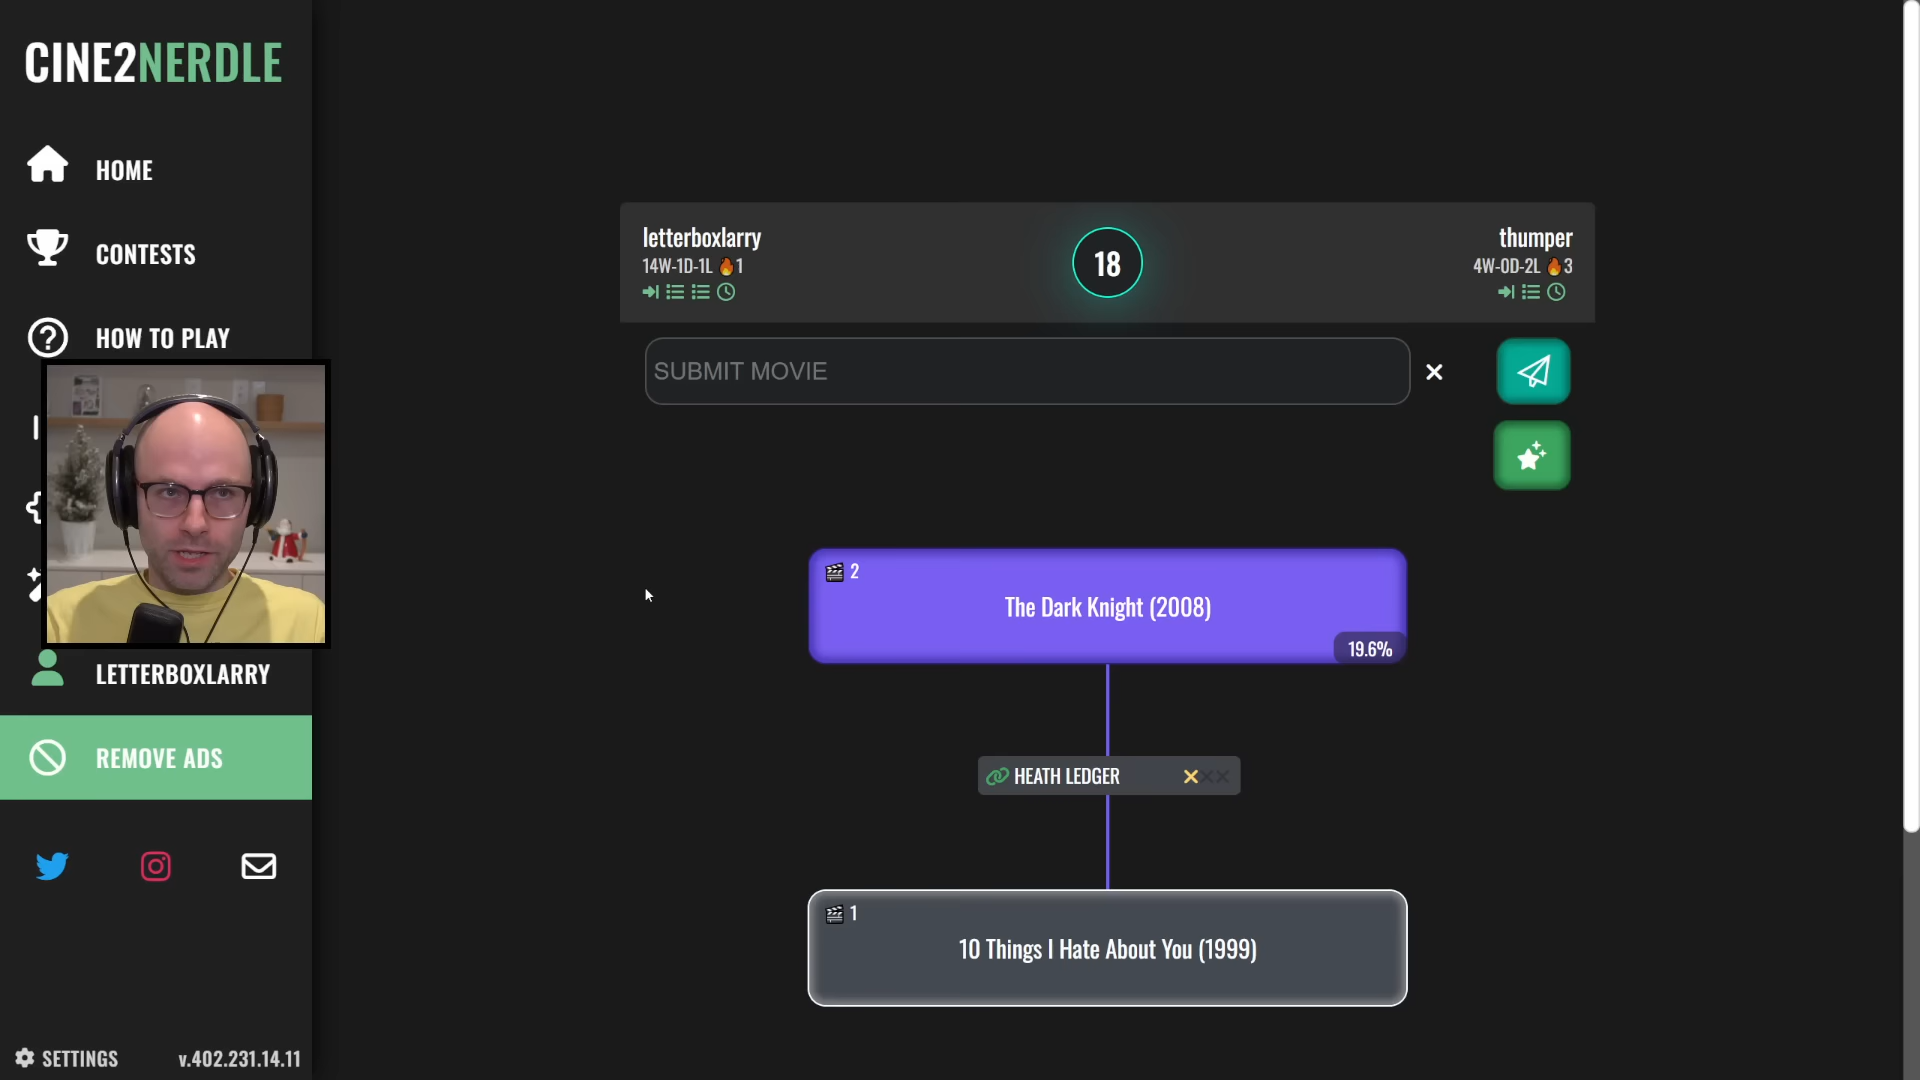 CINE2NERDLE
HOME
CONTESTS
HOW TO PLAY
LETTERBOXLARRY
REMOVE ADS
SETTINGS
v.402.231.14.11
letterboxlarry
14W-1D-1L 🔥1
18
thumper
4W-0D-2L 🔥3
SUBMIT MOVIE
2
The Dark Knight (2008)
19.6%
HEATH LEDGER
1
10 Things I Hate About You (1999)